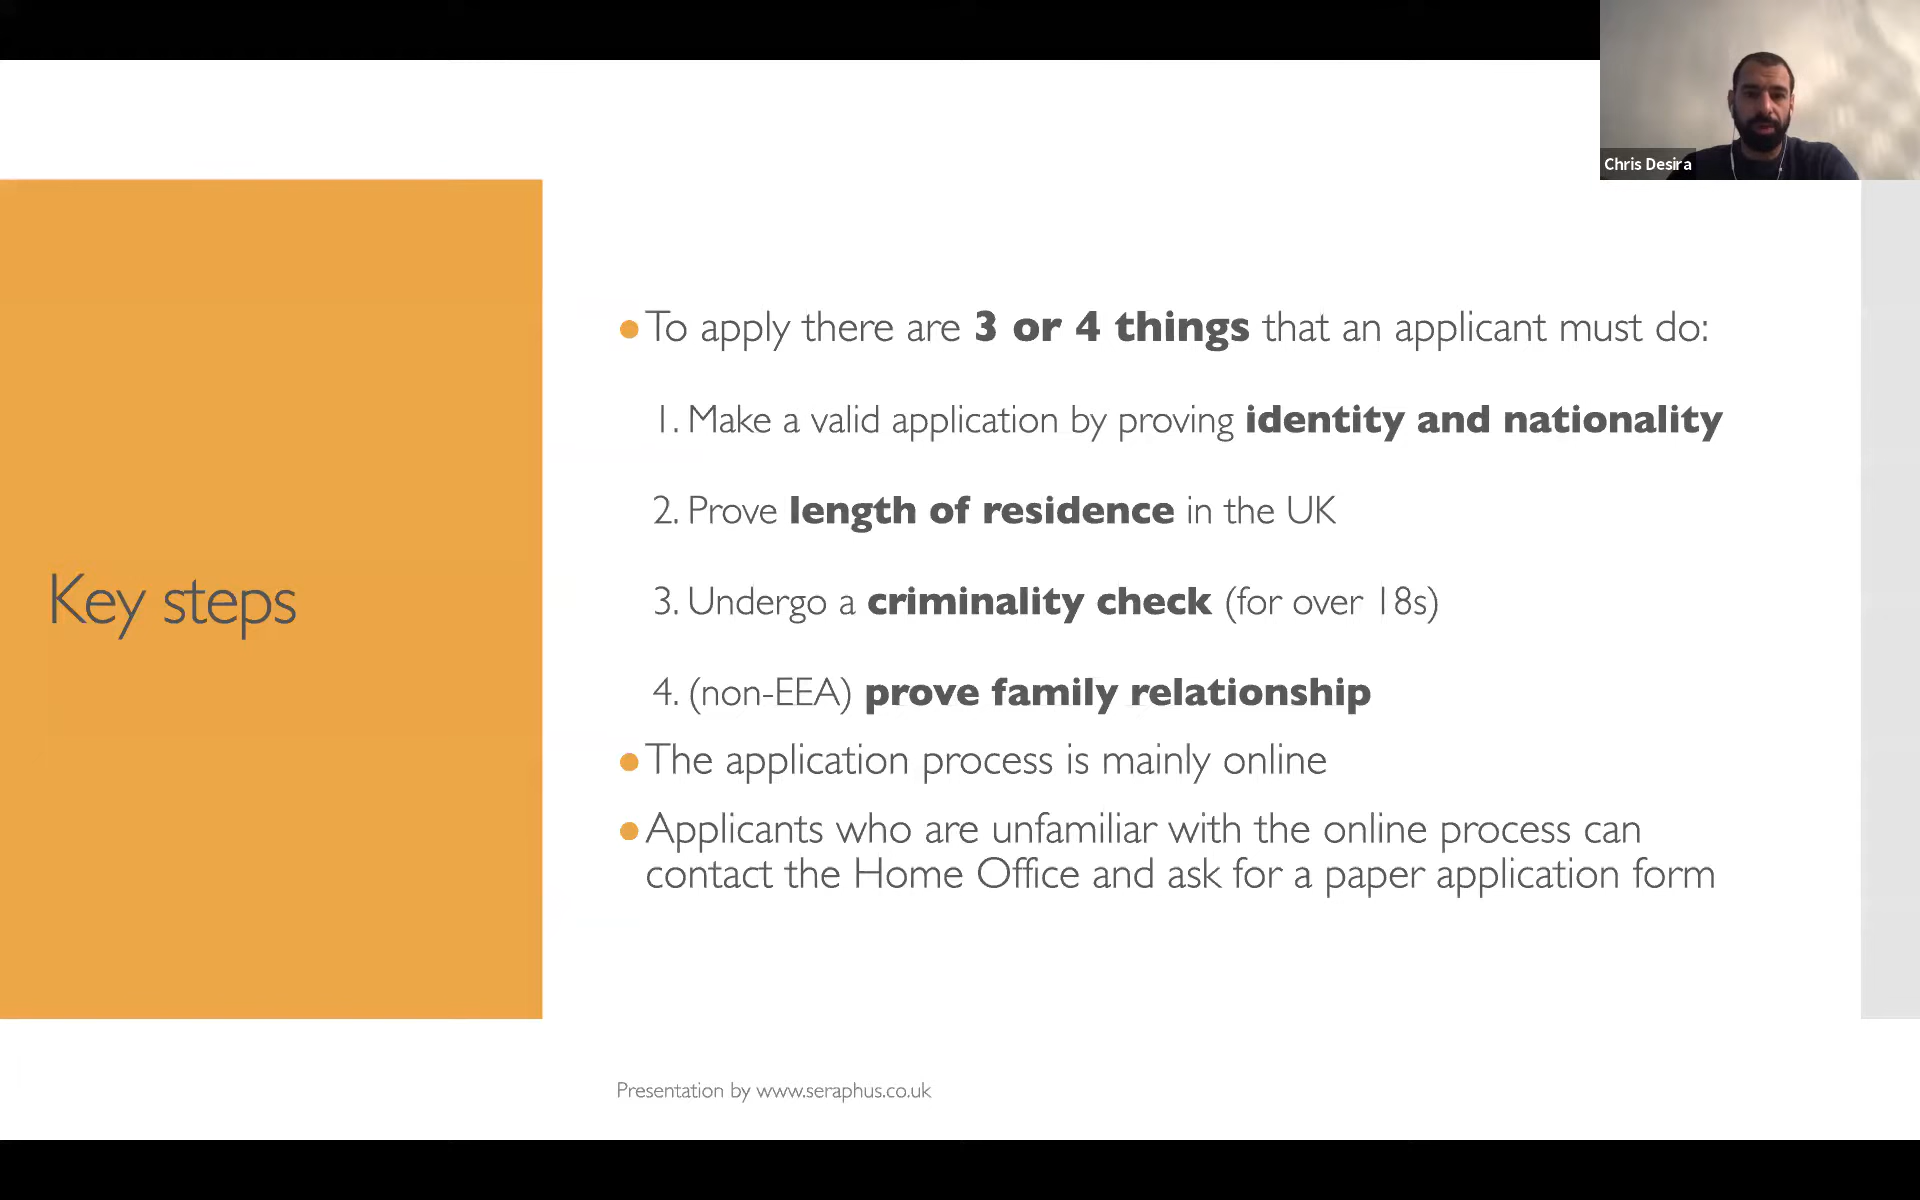 Chris Desira
Key steps
To apply there are 3 or 4 things that an applicant must do:
1. Make a valid application by proving identity and nationality
2. Prove length of residence in the UK
3. Undergo a criminality check (for over 18s)
4. (non-EEA) prove family relationship
The application process is mainly online
Applicants who are unfamiliar with the online process can
contact the Home Office and ask for a paper application form
Presentation by www.seraphus.co.uk